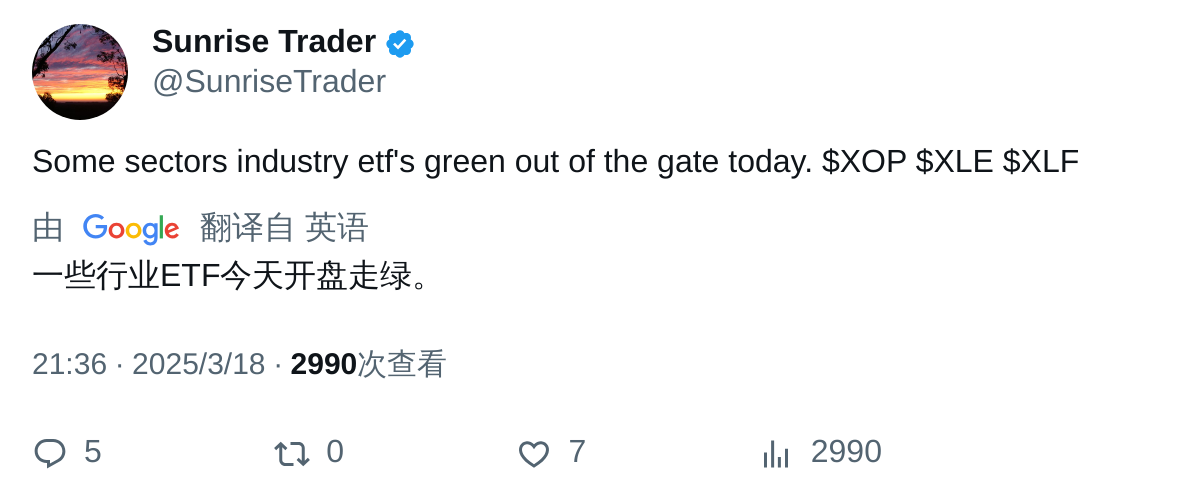 Sunrise Trader
@SunriseTrader
Some sectors industry etf's green out of the gate today. $XOP $XLE $XLF
由 Google 翻译自 英语
一些行业ETF今天开盘走绿。
21:36 · 2025/3/18 · 2990次查看
5 0 7 2990